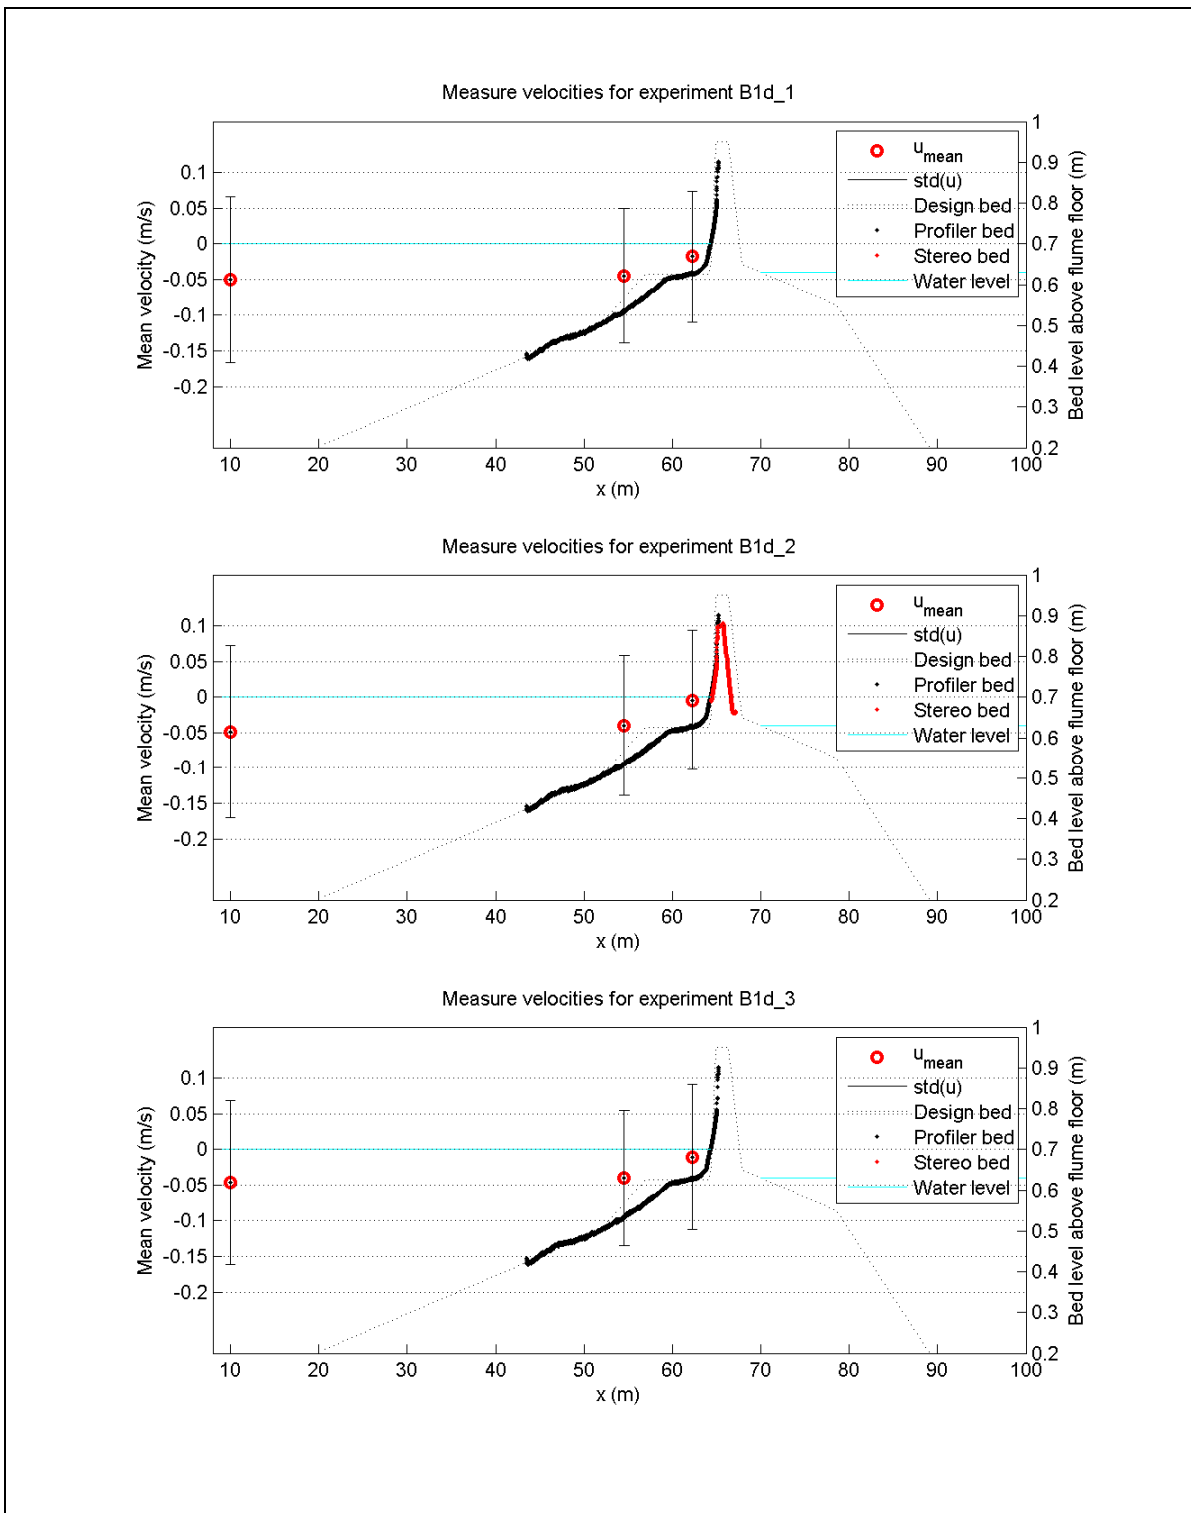 Measure velocities for experiment B1d_1
Mean velocity (m/s)
0.1
0.05
0
-0.05
-0.1
-0.15
-0.2
10 20 30 40 50 60 70 80 90 100
x (m)
1
0.9
0.8
0.7
0.6
0.5
0.4
0.3
0.2
Bed level above flume floor (m)
u_mean
std(u)
Design bed
Profiler bed
Stereo bed
Water level
Measure velocities for experiment B1d_2
Mean velocity (m/s)
0.1
0.05
0
-0.05
-0.1
-0.15
-0.2
10 20 30 40 50 60 70 80 90 100
x (m)
1
0.9
0.8
0.7
0.6
0.5
0.4
0.3
0.2
Bed level above flume floor (m)
u_mean
std(u)
Design bed
Profiler bed
Stereo bed
Water level
Measure velocities for experiment B1d_3
Mean velocity (m/s)
0.1
0.05
0
-0.05
-0.1
-0.15
-0.2
10 20 30 40 50 60 70 80 90 100
x (m)
1
0.9
0.8
0.7
0.6
0.5
0.4
0.3
0.2
Bed level above flume floor (m)
u_mean
std(u)
Design bed
Profiler bed
Stereo bed
Water level